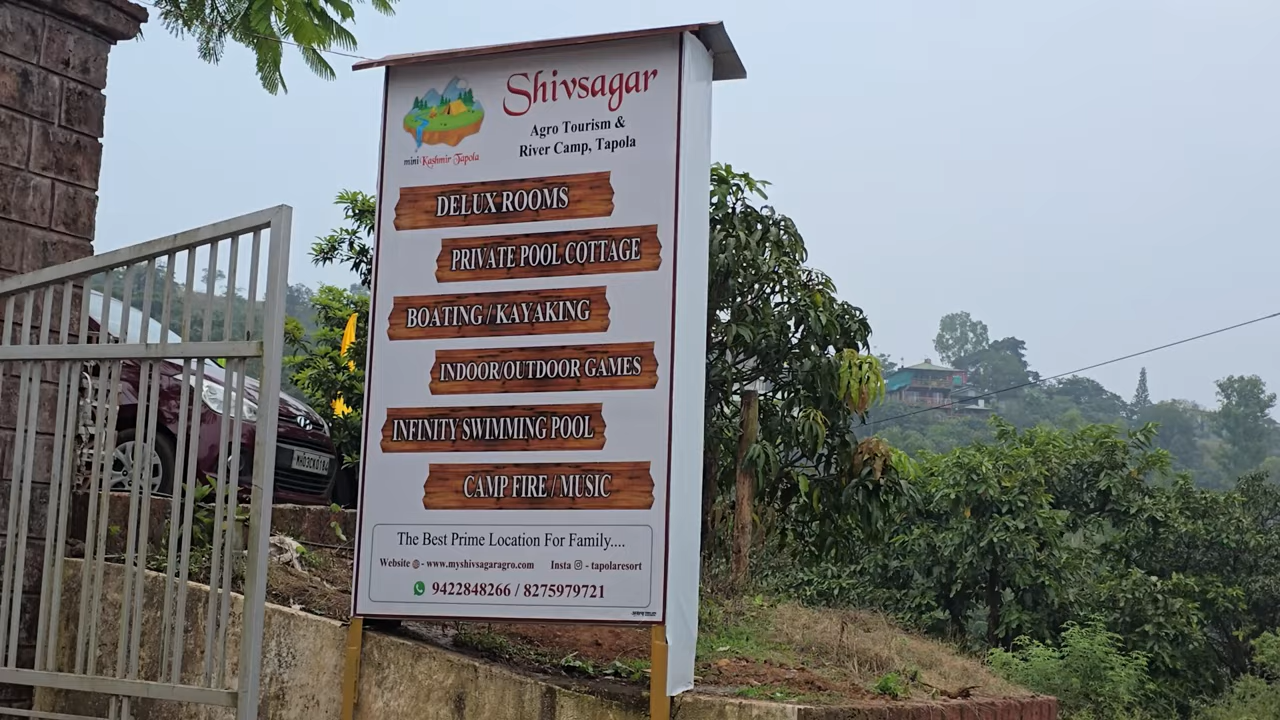 Shivsagar
Agro Tourism &
River Camp, Tapola
mini Kashmir Tapola
DELUX ROOMS
PRIVATE POOL COTTAGE
BOATING / KAYAKING
INDOOR/OUTDOOR GAMES
INFINITY SWIMMING POOL
CAMP FIRE / MUSIC
The Best Prime Location For Family....
Website - www.myshivsagaragro.com Insta - tapolaresort
9422848266 / 8275979721
MH03CK0184